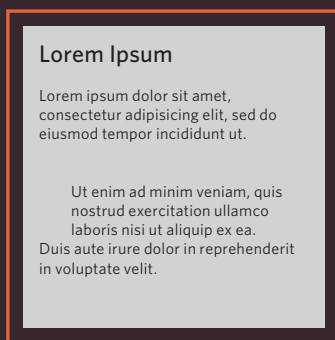 Lorem Ipsum
Lorem ipsum dolor sit amet,
consectetur adipisicing elit, sed do
eiusmod tempor incididunt ut.
Ut enim ad minim veniam, quis
nostrud exercitation ullamco
laboris nisi ut aliquip ex ea.
Duis aute irure dolor in reprehenderit
in voluptate velit.